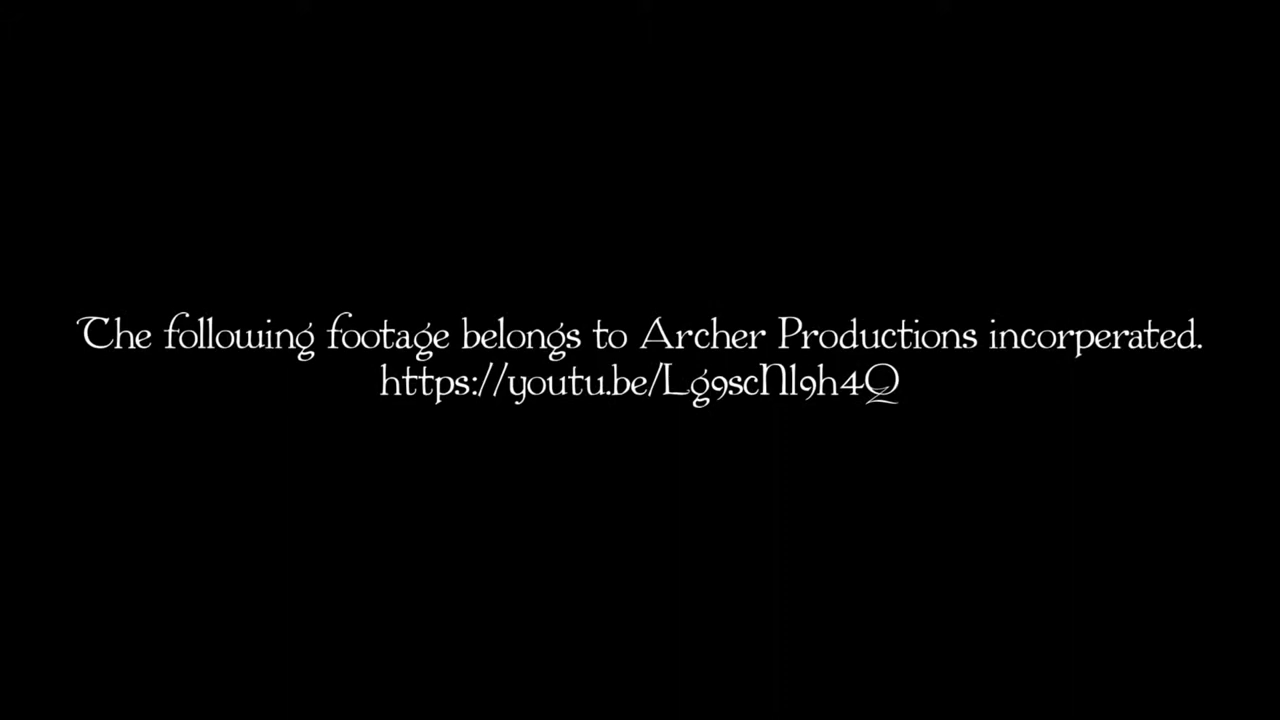 The following footage belongs to Archer Productions incorperated.
https://youtu.be/Lg9scNl9h4Q